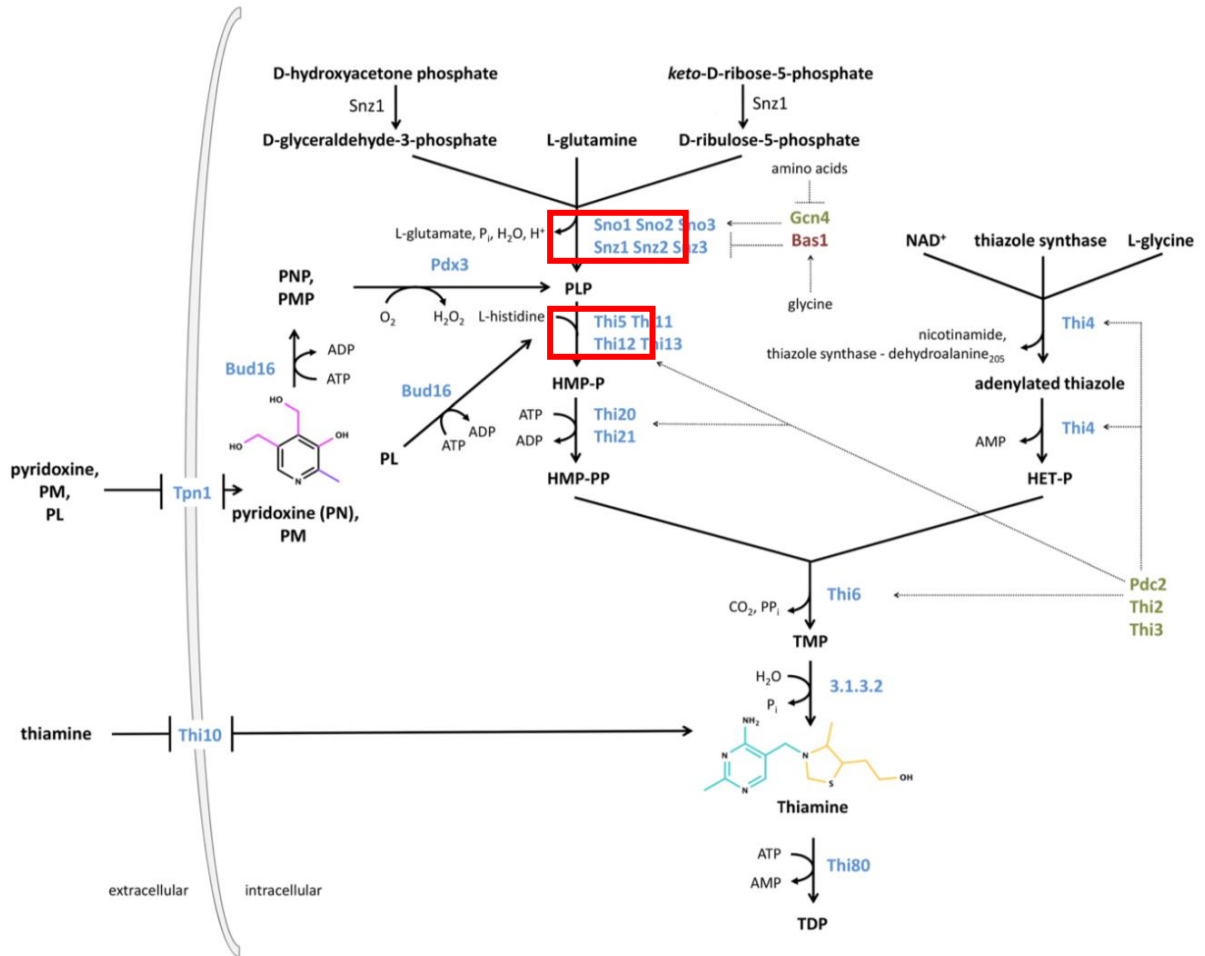 D-hydroxyacetone phosphate
keto-D-ribose-5-phosphate
Snz1
Snz1
D-glyceraldehyde-3-phosphate
L-glutamine
D-ribulose-5-phosphate
amino acids
L-glutamate, Pi, H2O, H+
Sno1 Sno2 Sno3
Snz1 Snz2 Snz3
Gcn4
Bas1
glycine
NAD+
thiazole synthase
L-glycine
PNP,
PMP
Pdx3
O2
H2O2
PLP
L-histidine
Thi5 Thi11
Thi12 Thi13
nicotinamide,
thiazole synthase - dehydroalanine205
Thi4
Bud16
ADP
ATP
HMP-P
adenylated thiazole
Bud16
ATP
ADP
PL
ATP
ADP
Thi20
Thi21
AMP
Thi4
HO
HO
OH
N
HMP-PP
HET-P
pyridoxine,
PM,
PL
Tpn1
pyridoxine (PN),
PM
CO2, PPi
Thi6
Pdc2
Thi2
Thi3
TMP
H2O
Pi
3.1.3.2
thiamine
Thi10
NH2
N
N
N
S
OH
Thiamine
ATP
AMP
Thi80
extracellular
intracellular
TDP